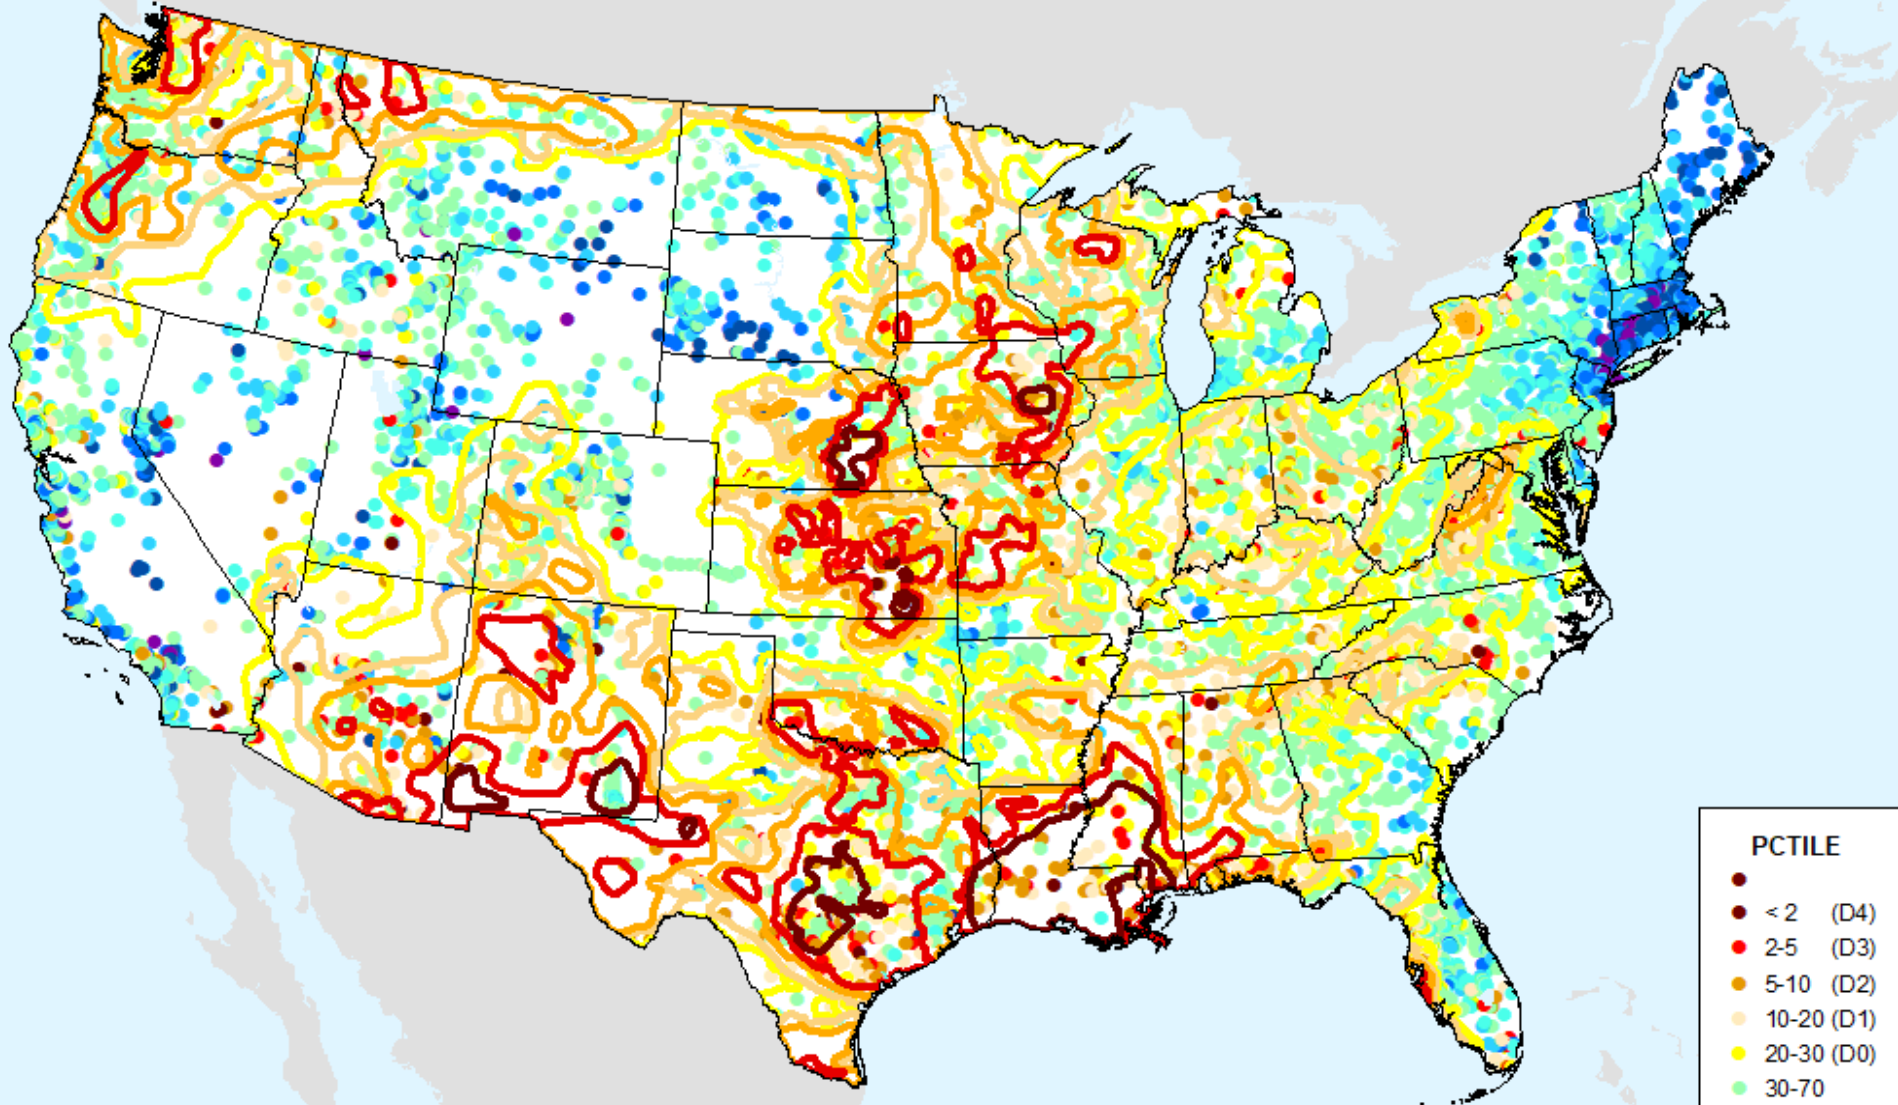 PCTILE
< 2 (D4)
2-5 (D3)
5-10 (D2)
10-20 (D1)
20-30 (D0)
30-70